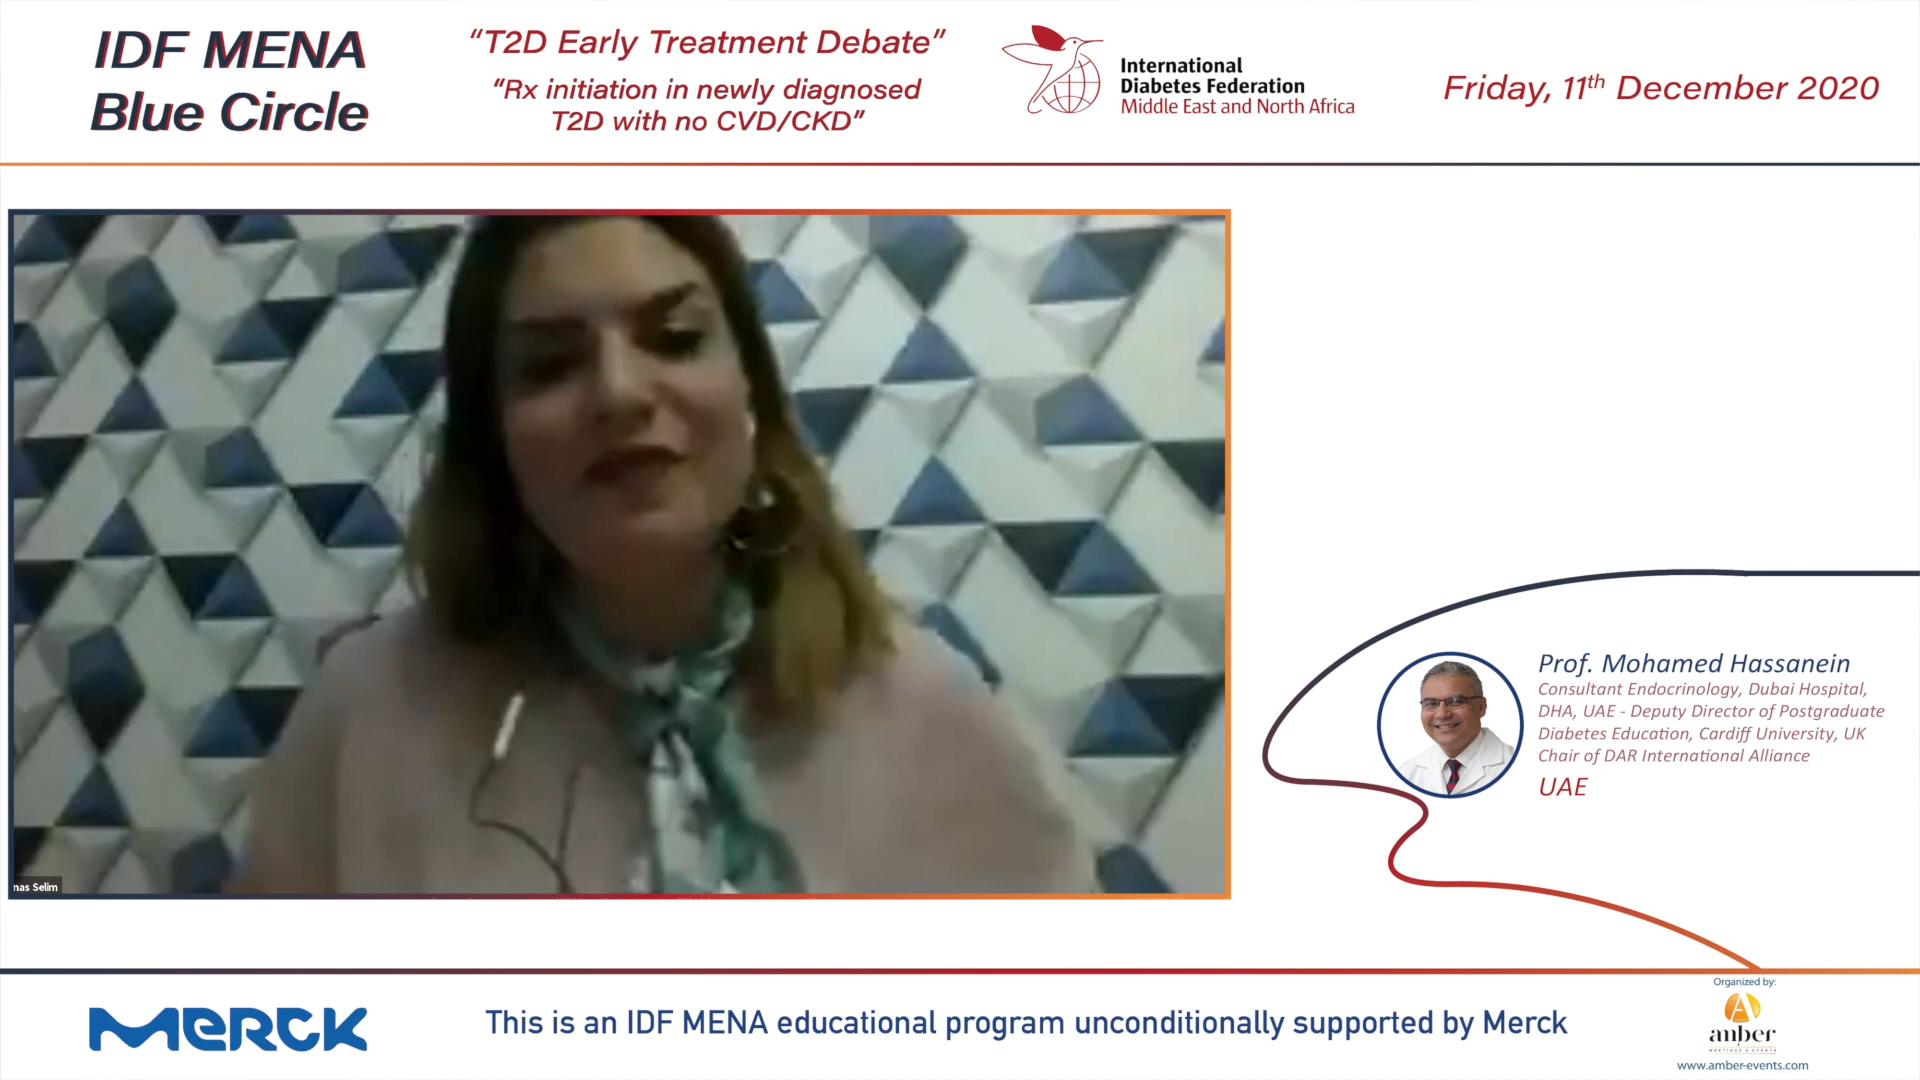 IDF MENA
Blue Circle
“T2D Early Treatment Debate”
“Rx initiation in newly diagnosed
T2D with no CVD/CKD”
International
Diabetes Federation
Middle East and North Africa
Friday, 11th December 2020
nas Selim
Prof. Mohamed Hassanein
Consultant Endocrinology, Dubai Hospital,
DHA, UAE - Deputy Director of Postgraduate
Diabetes Education, Cardiff University, UK
Chair of DAR International Alliance
UAE
MERCK
This is an IDF MENA educational program unconditionally supported by Merck
Organized by:
amber
MEETINGS & EVENTS
www.amber-events.com